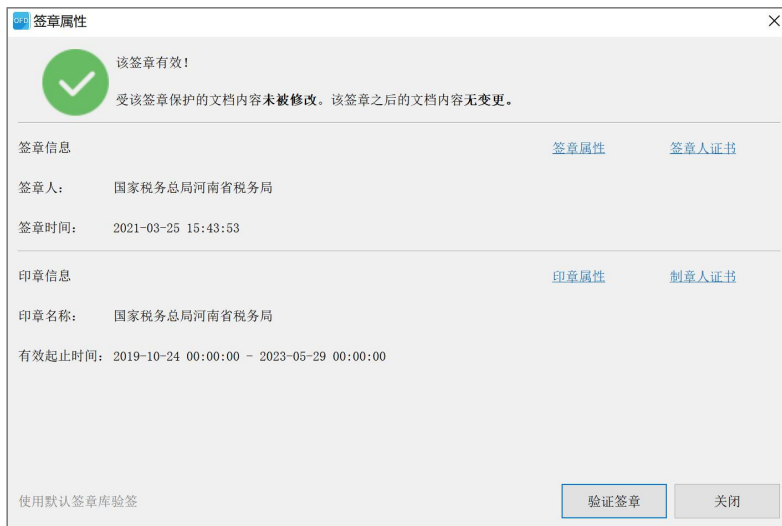 OFD 签章属性
该签章有效!
受该签章保护的文档内容未被修改。该签章之后的文档内容无变更。
签章信息 签章属性 签章人证书
签章人: 国家税务总局河南省税务局
签章时间: 2021-03-25 15:43:53
印章信息 印章属性 制章人证书
印章名称: 国家税务总局河南省税务局
有效起止时间: 2019-10-24 00:00:00 - 2023-05-29 00:00:00
使用默认签章库验签 验证签章 关闭